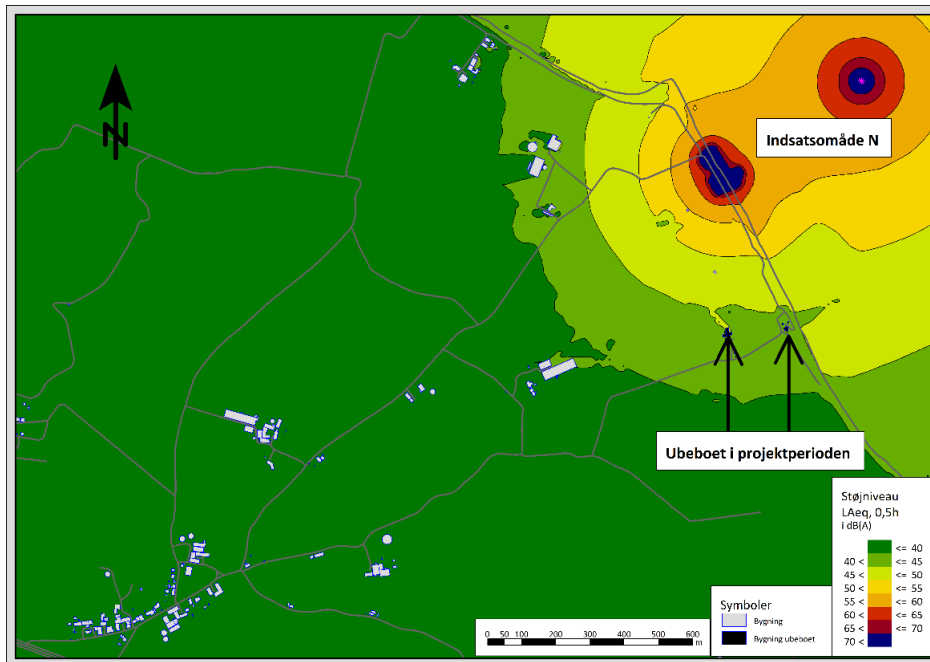 N
Indsatsomåde N
Ubeboet i projektperioden
Støjniveau
LAeq, 0,5h
i dB(A)
<= 40
40 < <= 45
45 < <= 50
50 < <= 55
55 < <= 60
60 < <= 65
65 < <= 70
70 <
Symboler
Bygning
Bygning ubeboet
0 50 100 200 300 400 500 600
m